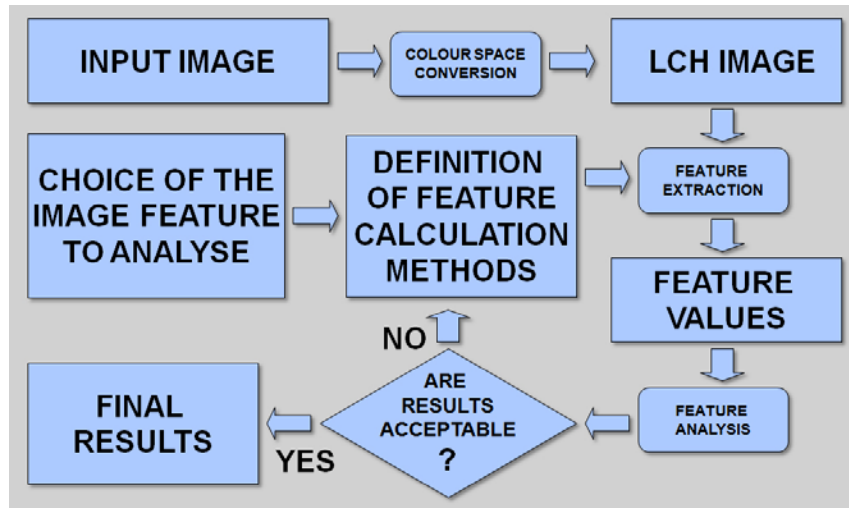 INPUT IMAGE
COLOUR SPACE
CONVERSION
LCH IMAGE
CHOICE OF THE
IMAGE FEATURE
TO ANALYSE
DEFINITION
OF FEATURE
CALCULATION
METHODS
FEATURE
EXTRACTION
FEATURE
VALUES
FEATURE
ANALYSIS
ARE
RESULTS
ACCEPTABLE
?
NO
YES
FINAL
RESULTS